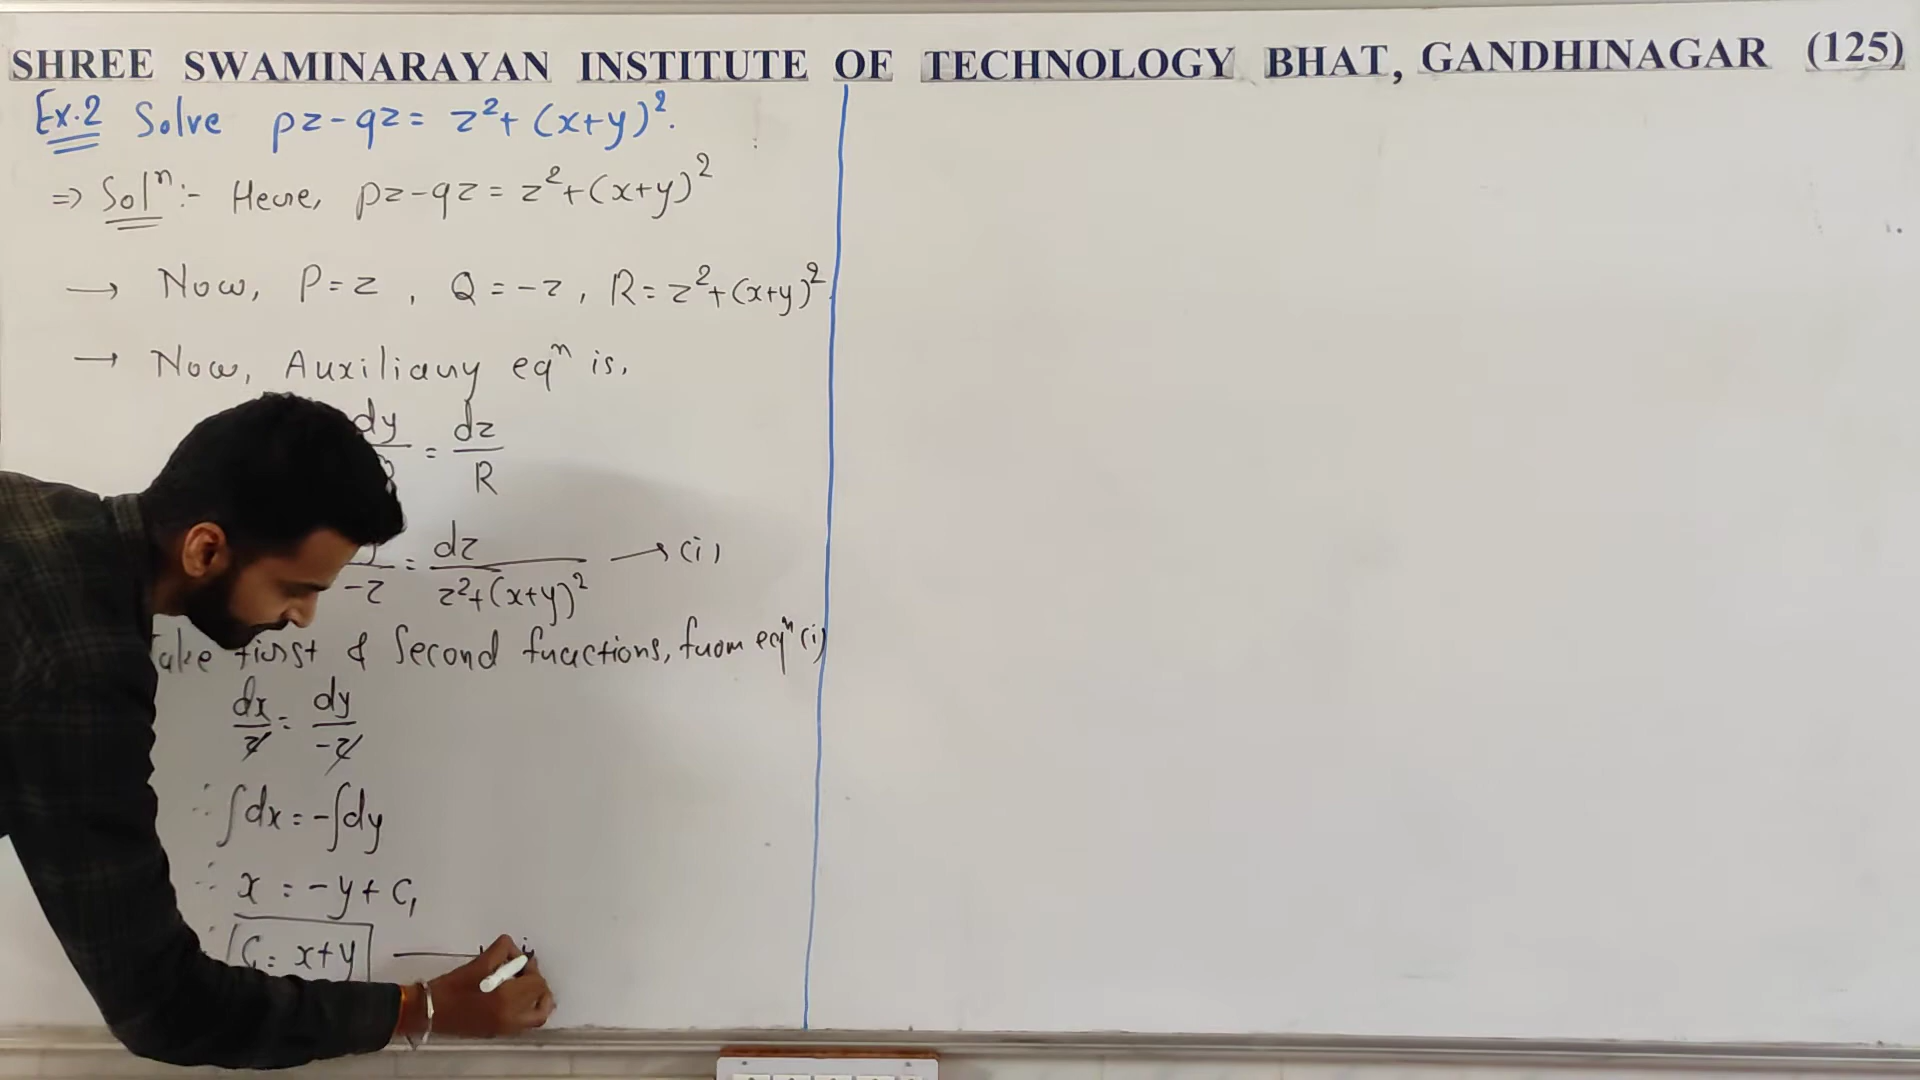 SHREE SWAMINARAYAN INSTITUTE OF TECHNOLOGY BHAT, GANDHINAGAR (125)
Ex.2 Solve pz-qz= z²+(x+y)².
=> Solⁿ:- Here, pz-qz=z²+(x+y)²
→ Now, P=z, Q=-z, R=z²+(x+y)²
→ Now, Auxiliary eqⁿ is,
dy = dz/R
/-z = dz/z²+(x+y)² → (i)
Take first & Second fractions, from eqⁿ (i)
dx/z = dy/-z
∴ ∫dx=-∫dy
∴ x = -y+C₁
∴ C₁= x+y